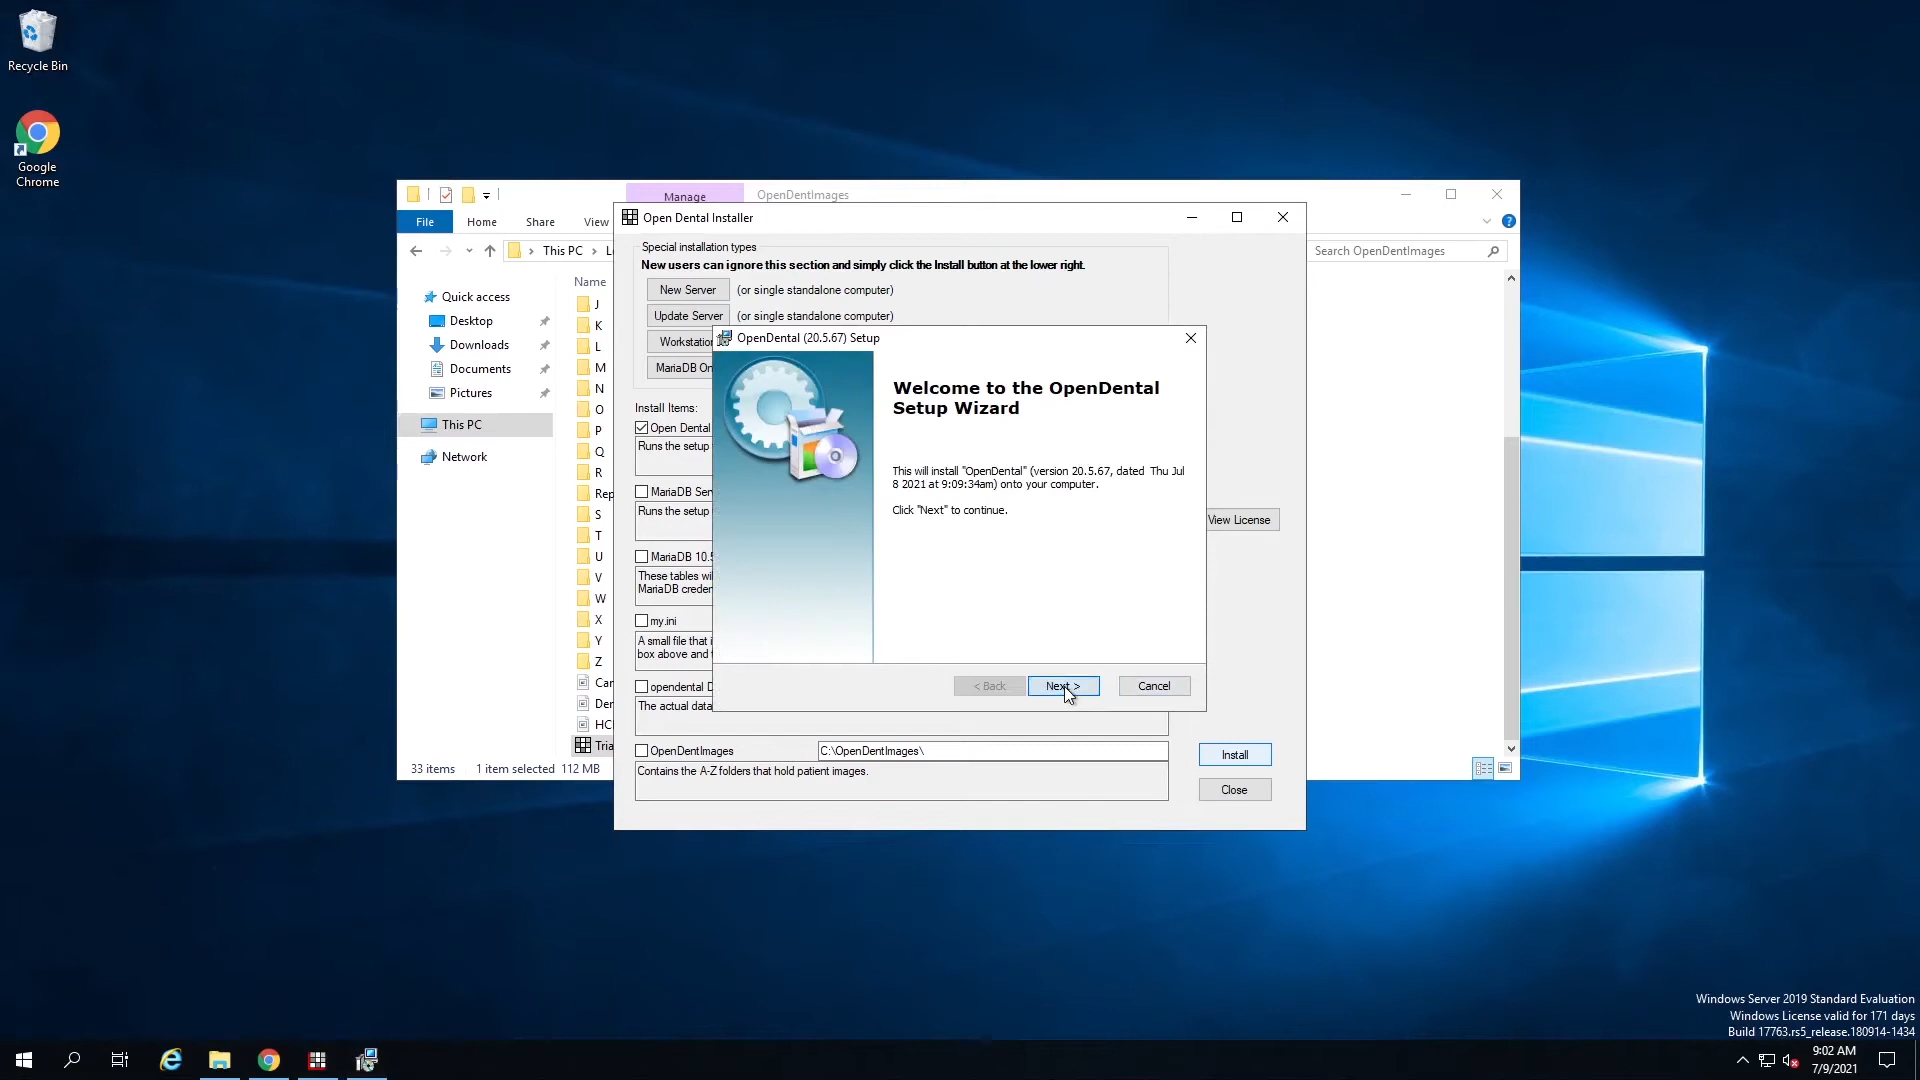 Recycle Bin
Google
Chrome
Manage
OpenDentImages
File
Home
Share
View
This PC
Search OpenDentImages
Quick access
Desktop
Downloads
Documents
Pictures
This PC
Network
Name
J
K
L
M
N
O
P
Q
R
Rep
S
T
U
V
W
X
Y
Z
HC
33 items
1 item selected
112 MB
Open Dental Installer
Special installation types
New users can ignore this section and simply click the Install button at the lower right.
New Server
(or single standalone computer)
Update Server
(or single standalone computer)
Workstation
MariaDB On
Install Items:
Open Dental
Runs the setup
MariaDB Ser
Runs the setup
MariaDB 10.5
These tables wi
MariaDB creden
my.ini
A small file that i
box above and
opendental D
The actual data
OpenDentImages
C:\OpenDentImages\
Contains the A-Z folders that hold patient images.
View License
Install
Close
OpenDental (20.5.67) Setup
Welcome to the OpenDental
Setup Wizard
This will install "OpenDental" (version 20.5.67, dated Thu Jul
8 2021 at 9:09:34am) onto your computer.
Click "Next" to continue.
< Back
Next >
Cancel
Windows Server 2019 Standard Evaluation
Windows License valid for 171 days
Build 17763.rs5_release.180914-1434
9:02 AM
7/9/2021